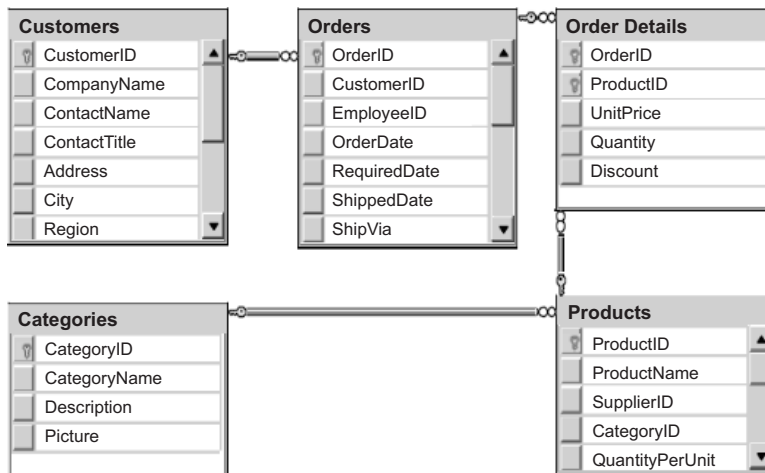 Customers
CustomerID
CompanyName
ContactName
ContactTitle
Address
City
Region
Orders
OrderID
CustomerID
EmployeeID
OrderDate
RequiredDate
ShippedDate
ShipVia
Order Details
OrderID
ProductID
UnitPrice
Quantity
Discount
Categories
CategoryID
CategoryName
Description
Picture
Products
ProductID
ProductName
SupplierID
CategoryID
QuantityPerUnit